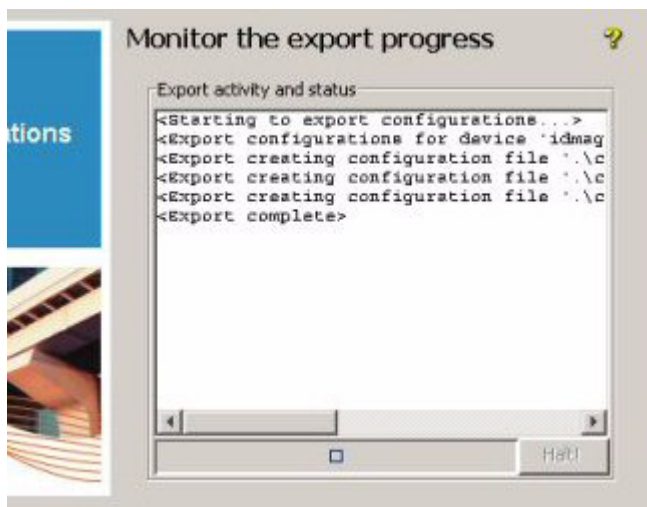 Monitor the export progress
?
ations
Export activity and status
<Starting to export configurations...>
<Export configurations for device 'idmag
<Export creating configuration file '.\c
<Export creating configuration file '.\c
<Export creating configuration file '.\c
<Export complete>
Halt